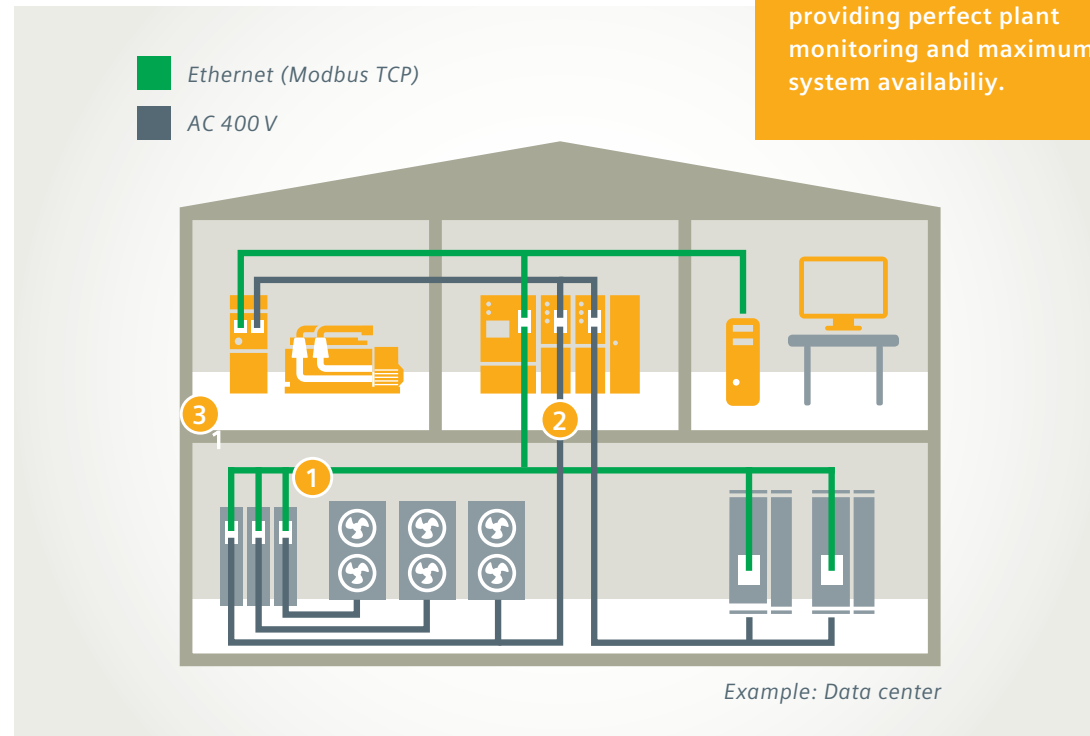 providing perfect plant
monitoring and maximum
system availabiliy.
Ethernet (Modbus TCP)
AC 400 V
3
1
2
1
Example: Data center